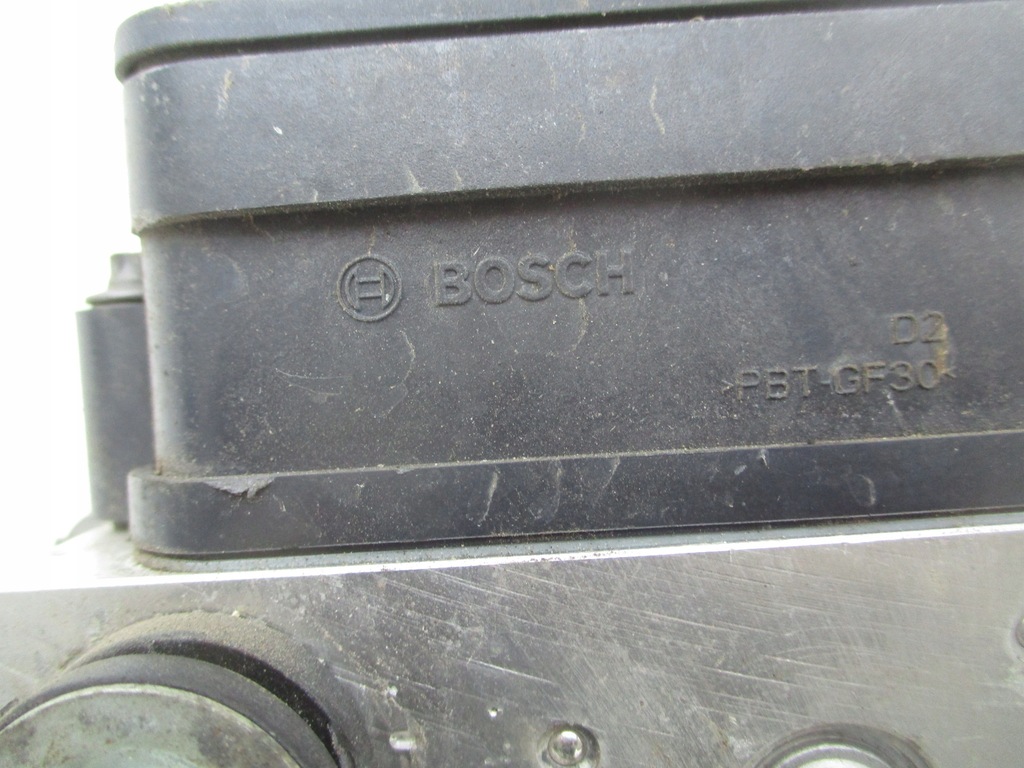 BOSCH
D2
>PBT-GF30<